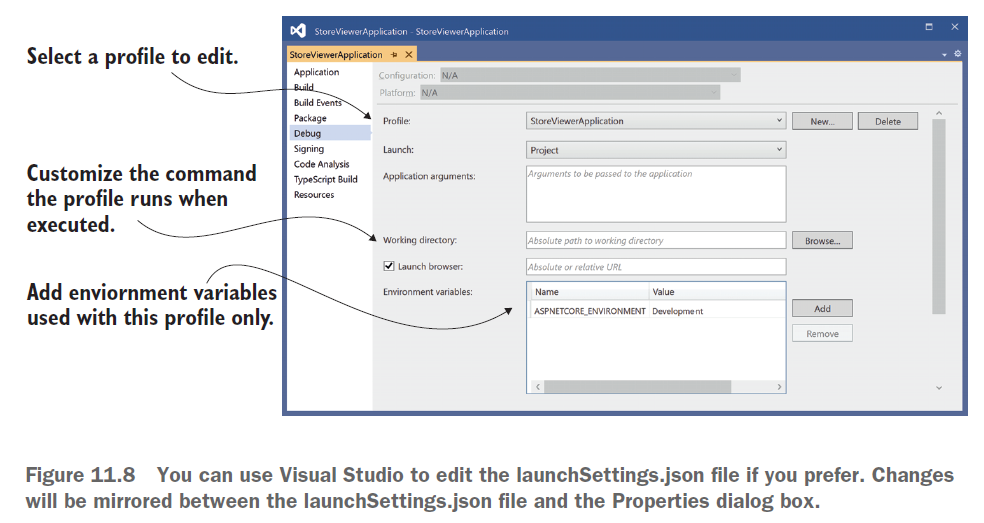 Select a profile to edit.
Customize the command
the profile runs when
executed.
Add enviornment variables
used with this profile only.
StoreViewerApplication - StoreViewerApplication
StoreViewerApplication
Application
Build
Build Events
Package
Debug
Signing
Code Analysis
TypeScript Build
Resources
Configuration: N/A
Platform: N/A
Profile: StoreViewerApplication New... Delete
Launch: Project
Application arguments: Arguments to be passed to the application
Working directory: Absolute path to working directory Browse...
Launch browser: Absolute or relative URL
Environment variables: Name Value
ASPNETCORE_ENVIRONMENT Development
Add
Remove
Figure 11.8 You can use Visual Studio to edit the launchSettings.json file if you prefer. Changes
will be mirrored between the launchSettings.json file and the Properties dialog box.